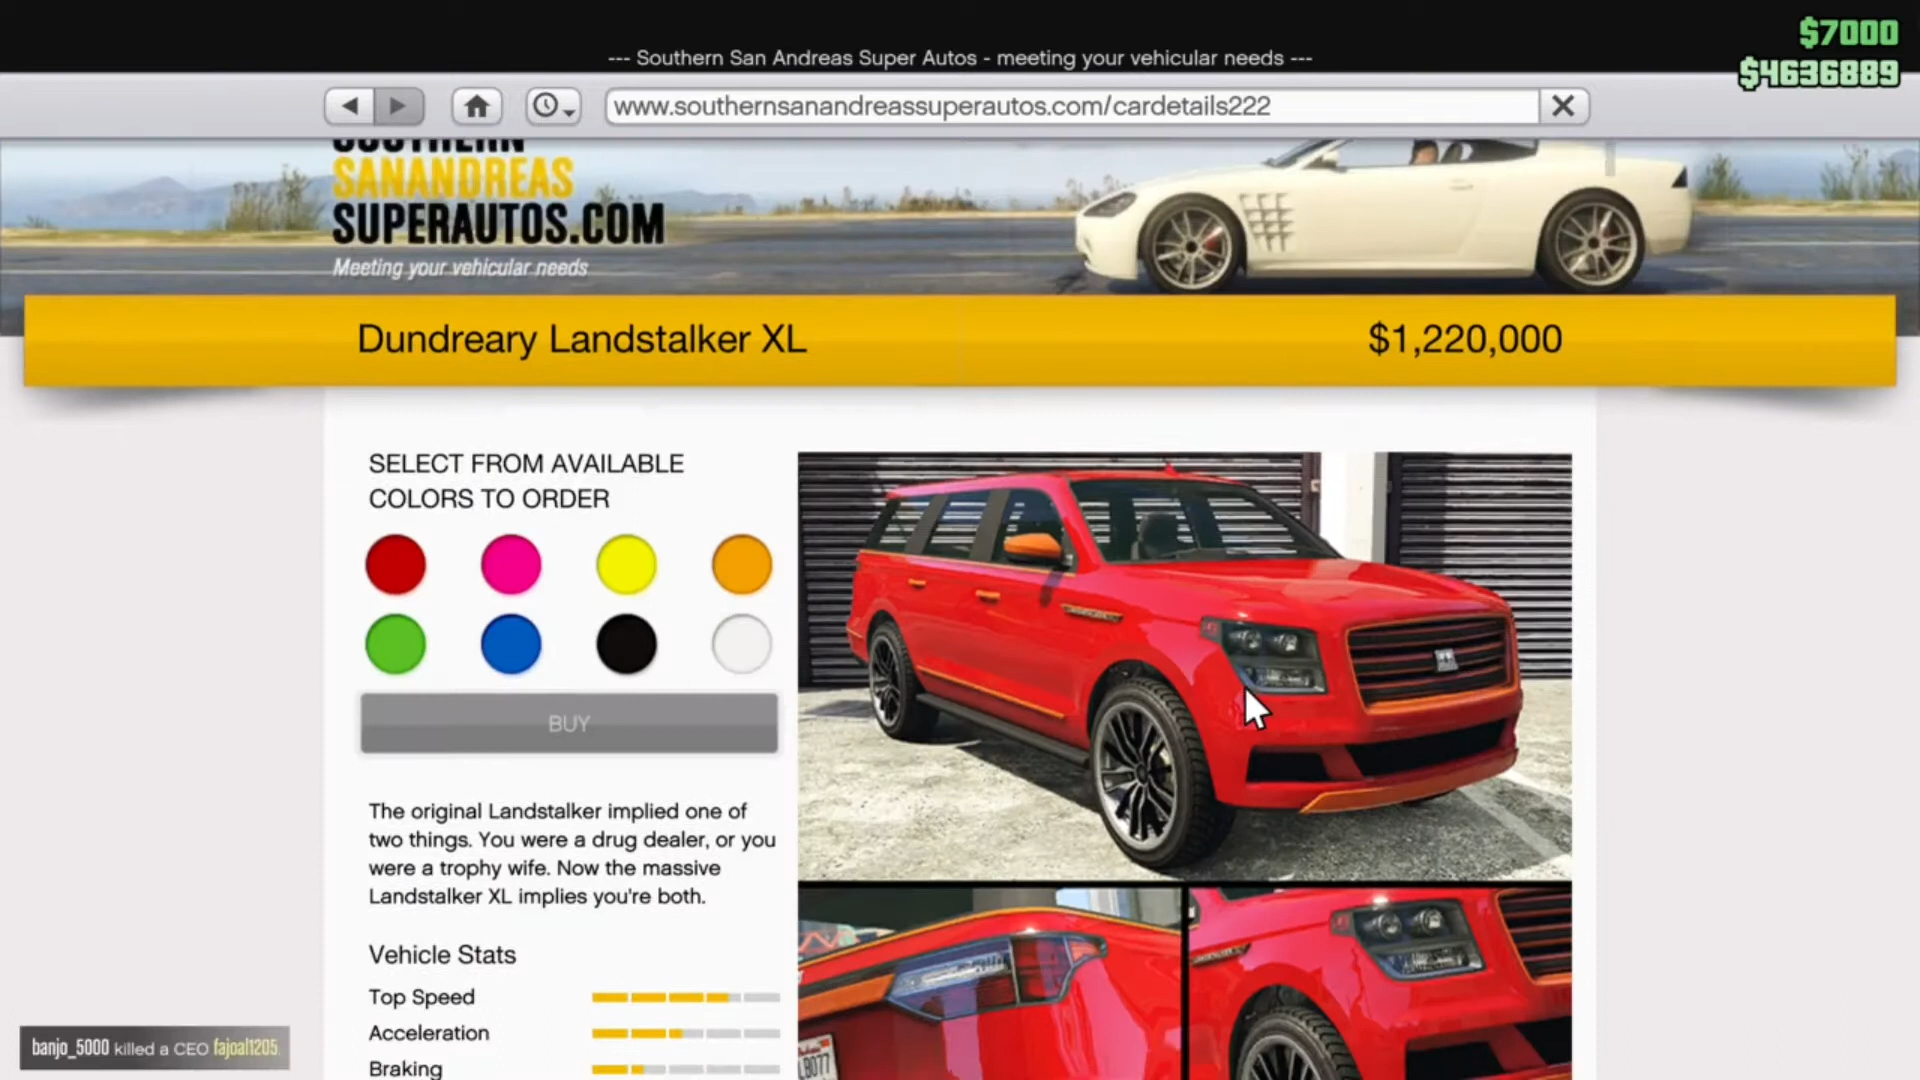 $7000
--- Southern San Andreas Super Autos - meeting your vehicular needs ---
$4636889
www.southernsanandreassuperautos.com/cardetails222
SOUTHERN
SANANDREAS
SUPERAUTOS.COM
Meeting your vehicular needs
Dundreary Landstalker XL
$1,220,000
SELECT FROM AVAILABLE
COLORS TO ORDER
BUY
The original Landstalker implied one of
two things. You were a drug dealer, or you
were a trophy wife. Now the massive
Landstalker XL implies you're both.
Vehicle Stats
Top Speed
Acceleration
Braking
banjo_5000 killed a CEO fajoal1205